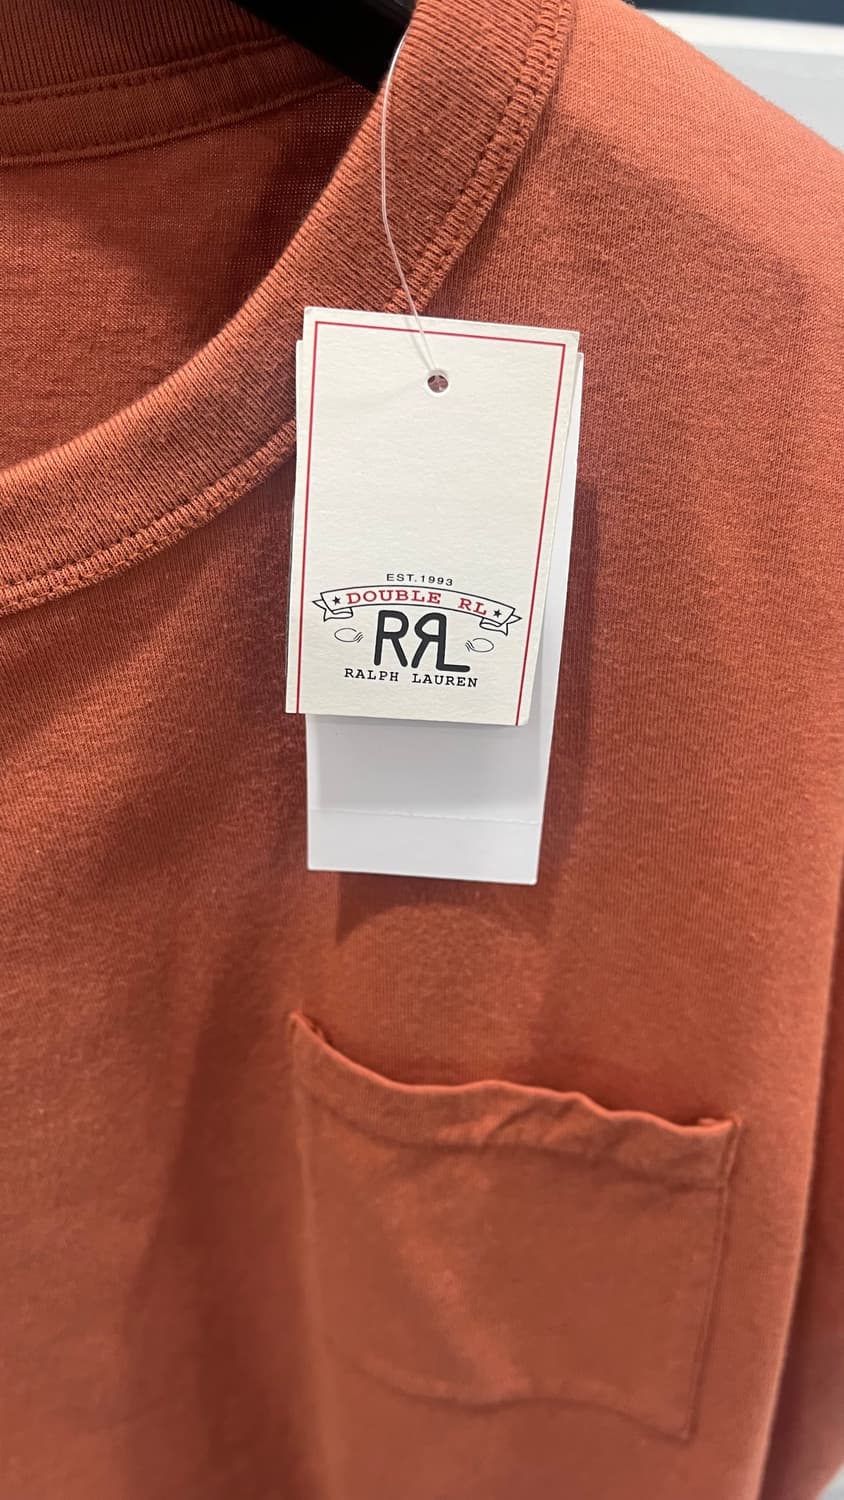 EST. 1993
★ DOUBLE RL ★
RRL
RALPH LAUREN